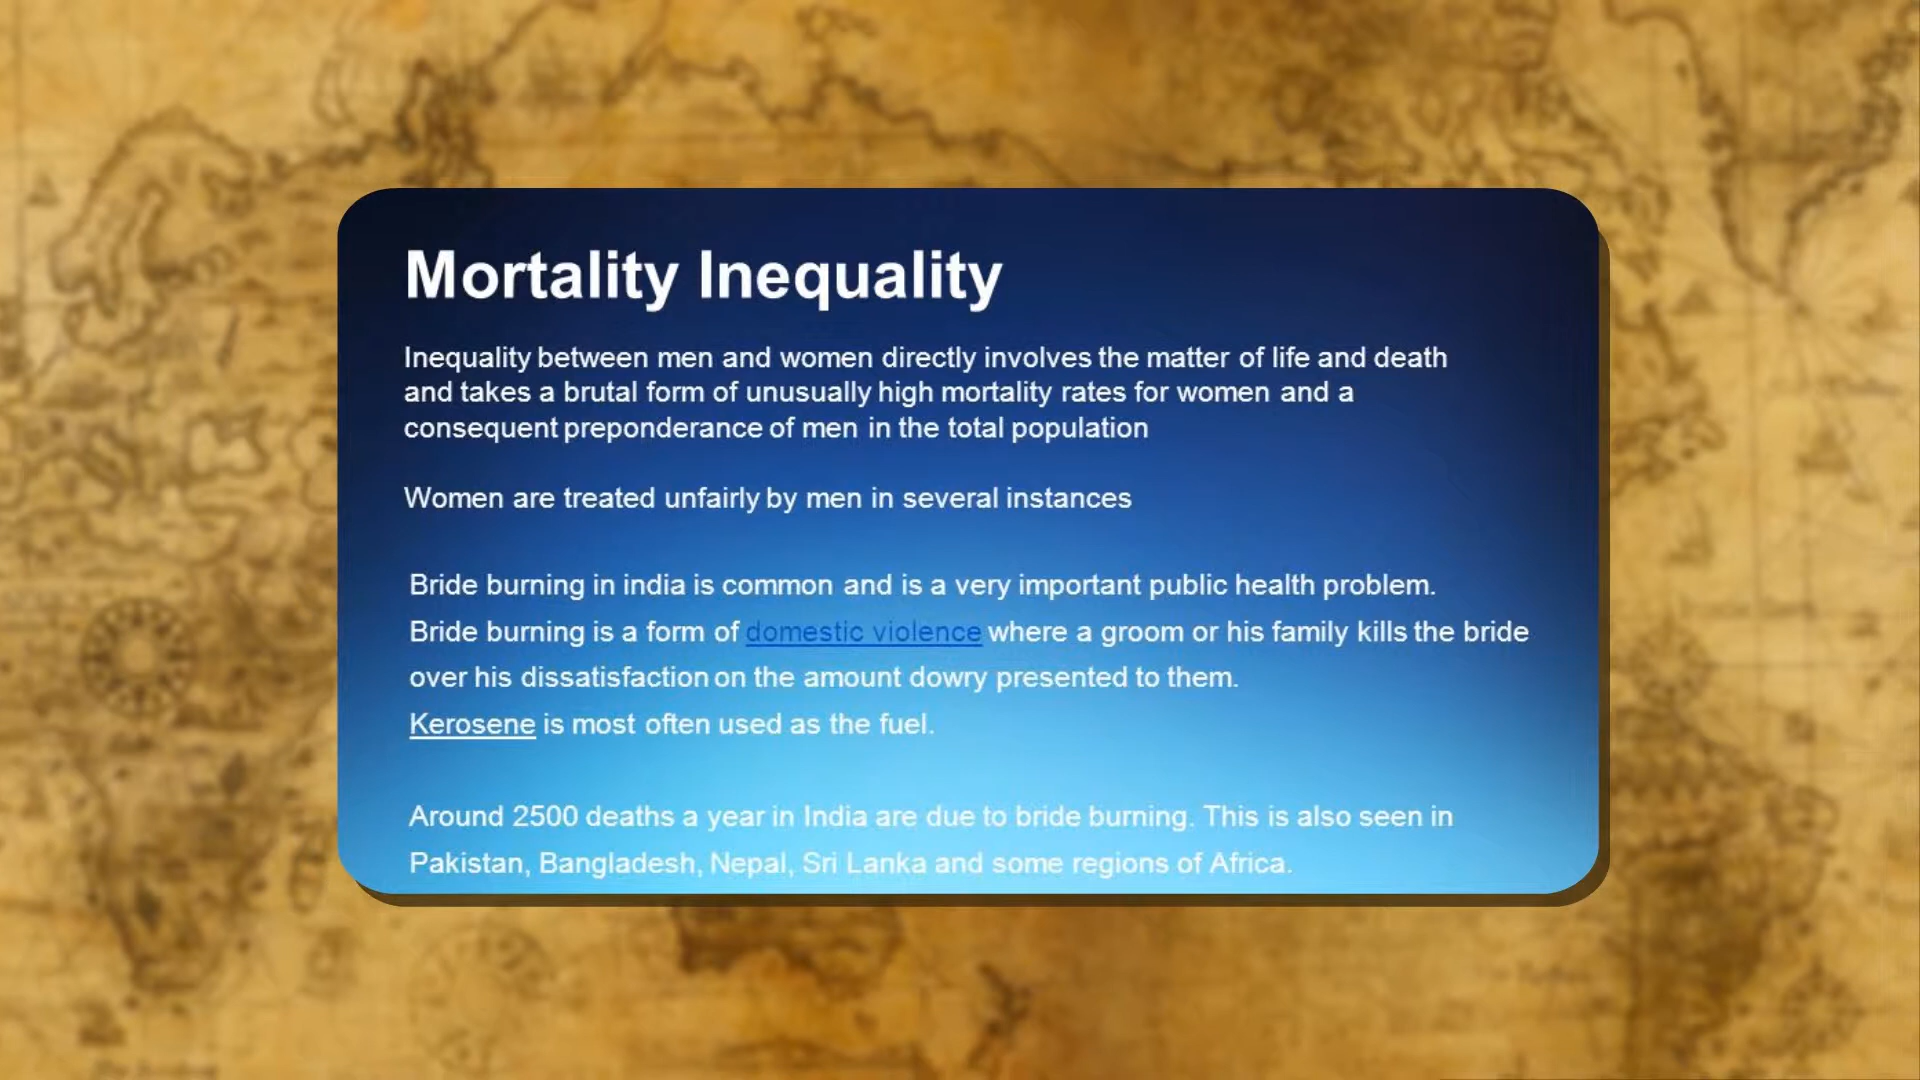 Mortality Inequality
Inequality between men and women directly involves the matter of life and death
and takes a brutal form of unusually high mortality rates for women and a
consequent preponderance of men in the total population
Women are treated unfairly by men in several instances
Bride burning in india is common and is a very important public health problem.
Bride burning is a form of domestic violence where a groom or his family kills the bride
over his dissatisfaction on the amount dowry presented to them.
Kerosene is most often used as the fuel.
Around 2500 deaths a year in India are due to bride burning. This is also seen in
Pakistan, Bangladesh, Nepal, Sri Lanka and some regions of Africa.